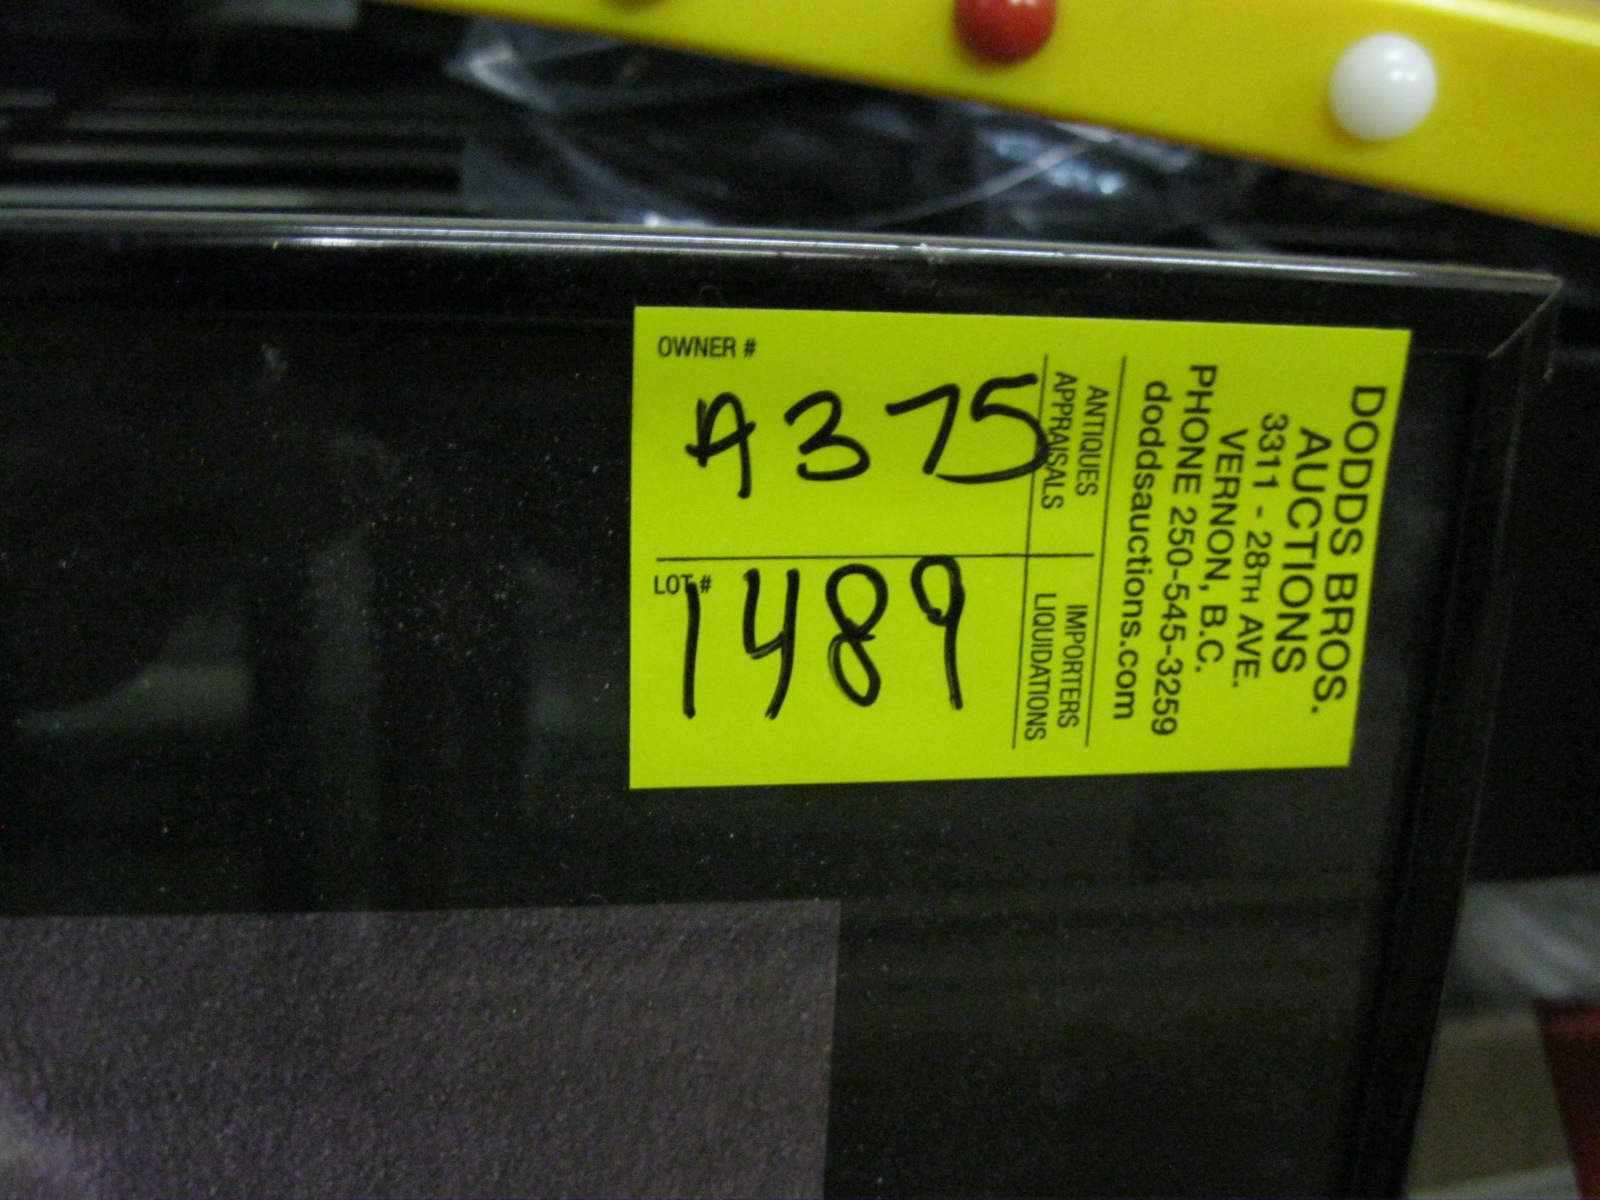 OWNER #
A375
LOT #
1489
ANTIQUES
APPRAISALS
IMPORTERS
LIQUIDATIONS
DODDS BROS.
AUCTIONS
3311 - 28TH AVE.
VERNON, B.C.
PHONE 250-545-3259
doddsauctions.com